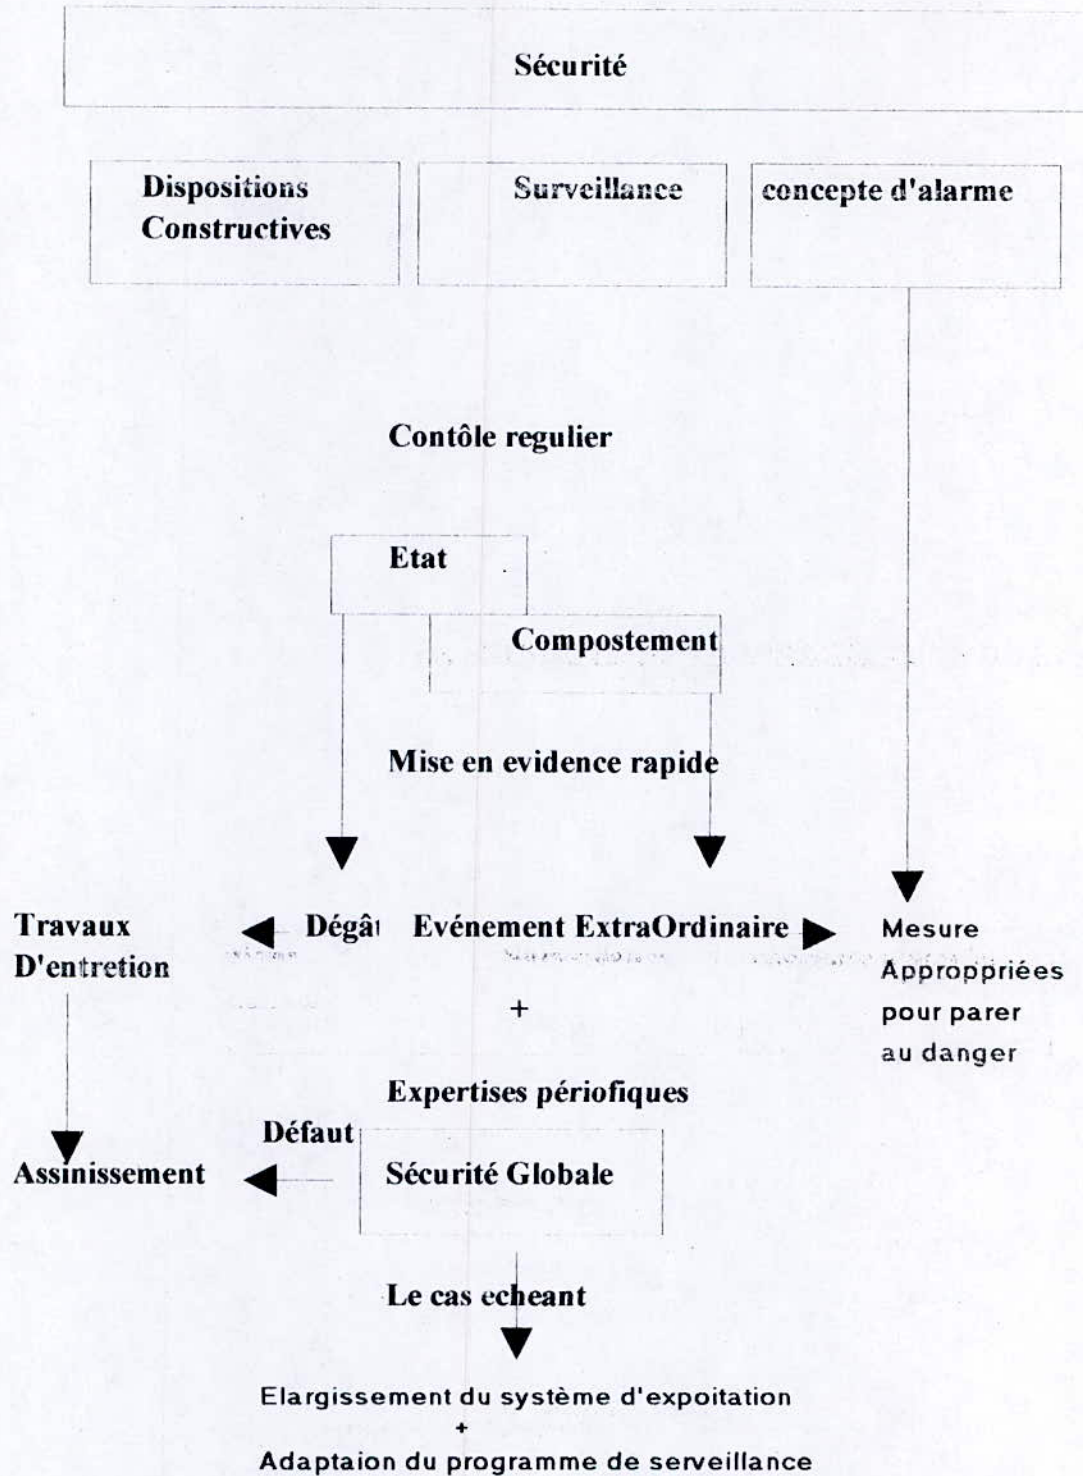 Sécurité
Dispositions
Constructives
Surveillance
concepte d'alarme
Contôle regulier
Etat
Compostement
Mise en evidence rapide
Travaux
D'entretion
Dégât
Evénement ExtraOrdinaire
Mesure
Approppriées
pour parer
au danger
+
Expertises périofiques
Défaut
Assinissement
Sécurité Globale
Le cas echeant
Elargissement du système d'expoitation
+
Adaptaion du programme de serveillance